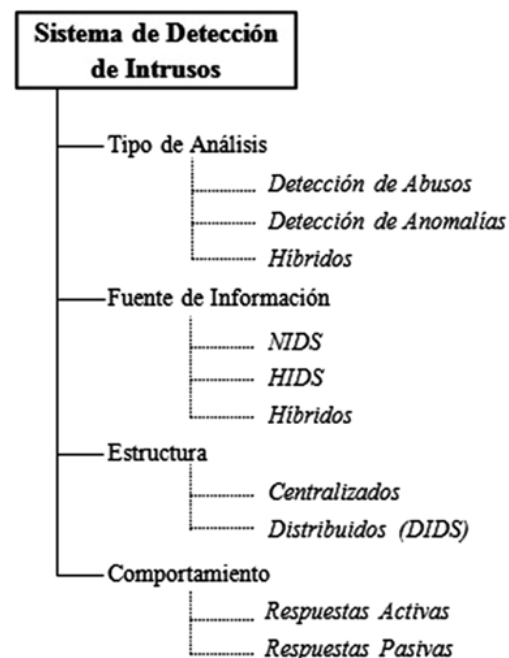 Sistema de Detección
de Intrusos
Tipo de Análisis
Detección de Abusos
Detección de Anomalías
Híbridos
Fuente de Información
NIDS
HIDS
Híbridos
Estructura
Centralizados
Distribuidos (DIDS)
Comportamiento
Respuestas Activas
Respuestas Pasivas